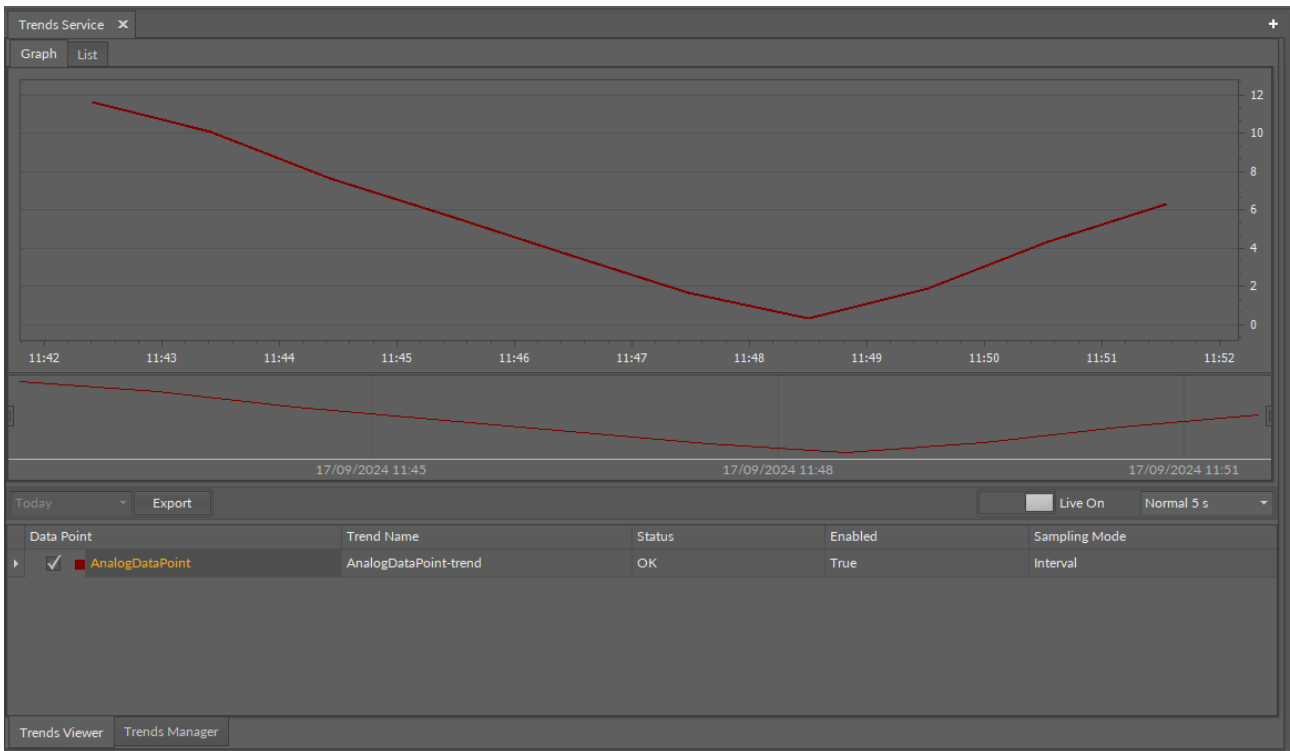 Trends Service
Graph List
12
10
8
6
4
2
0
11:42 11:43 11:44 11:45 11:46 11:47 11:48 11:49 11:50 11:51 11:52
17/09/2024 11:45 17/09/2024 11:48 17/09/2024 11:51
Today Export Live On Normal 5 s
Data Point Trend Name Status Enabled Sampling Mode
AnalogDataPoint AnalogDataPoint-trend OK True Interval
Trends Viewer Trends Manager